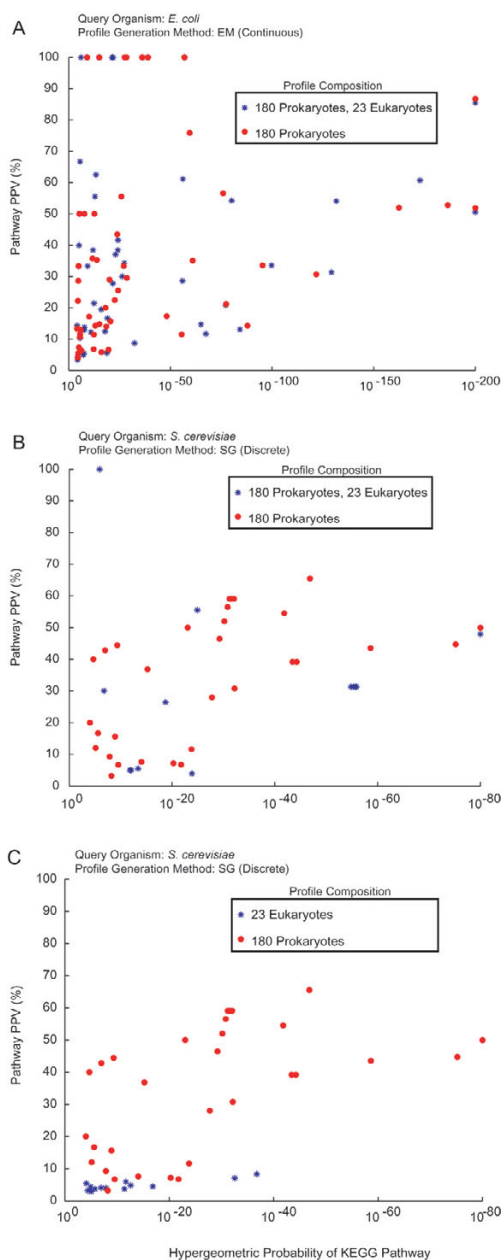 A
Query Organism: E. coli
Profile Generation Method: EM (Continuous)
Profile Composition
180 Prokaryotes, 23 Eukaryotes
180 Prokaryotes
Pathway PPV (%)
100
90
80
70
60
50
40
30
20
10
0
10^0
10^-50
10^-100
10^-150
10^-200
B
Query Organism: S. cerevisiae
Profile Generation Method: SG (Discrete)
Profile Composition
180 Prokaryotes, 23 Eukaryotes
180 Prokaryotes
Pathway PPV (%)
100
90
80
70
60
50
40
30
20
10
0
10^0
10^-20
10^-40
10^-60
10^-80
C
Query Organism: S. cerevisiae
Profile Generation Method: SG (Discrete)
Profile Composition
23 Eukaryotes
180 Prokaryotes
Pathway PPV (%)
100
90
80
70
60
50
40
30
20
10
0
10^0
10^-20
10^-40
10^-60
10^-80
Hypergeometric Probability of KEGG Pathway